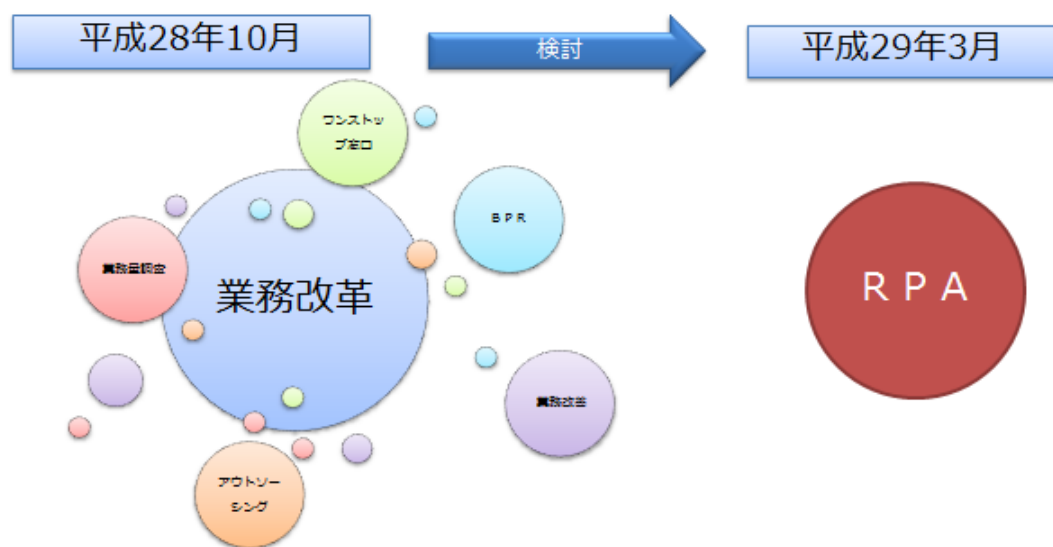 平成28年10月
検討
平成29年3月
ワンストッ
プ窓口
BPR
業務量調査
業務改革
RPA
業務改善
アウトソー
シング